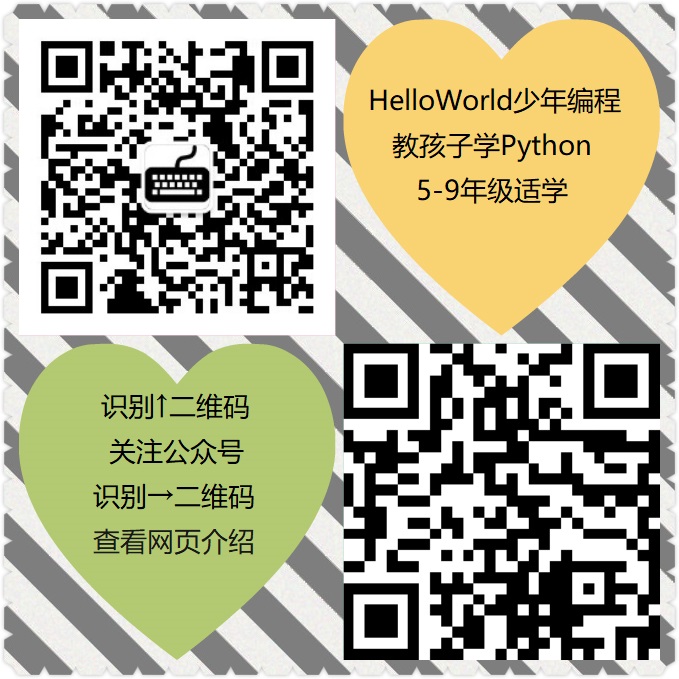 HelloWorld少年编程
教孩子学Python
5-9年级适学
识别↑二维码
关注公众号
识别→二维码
查看网页介绍